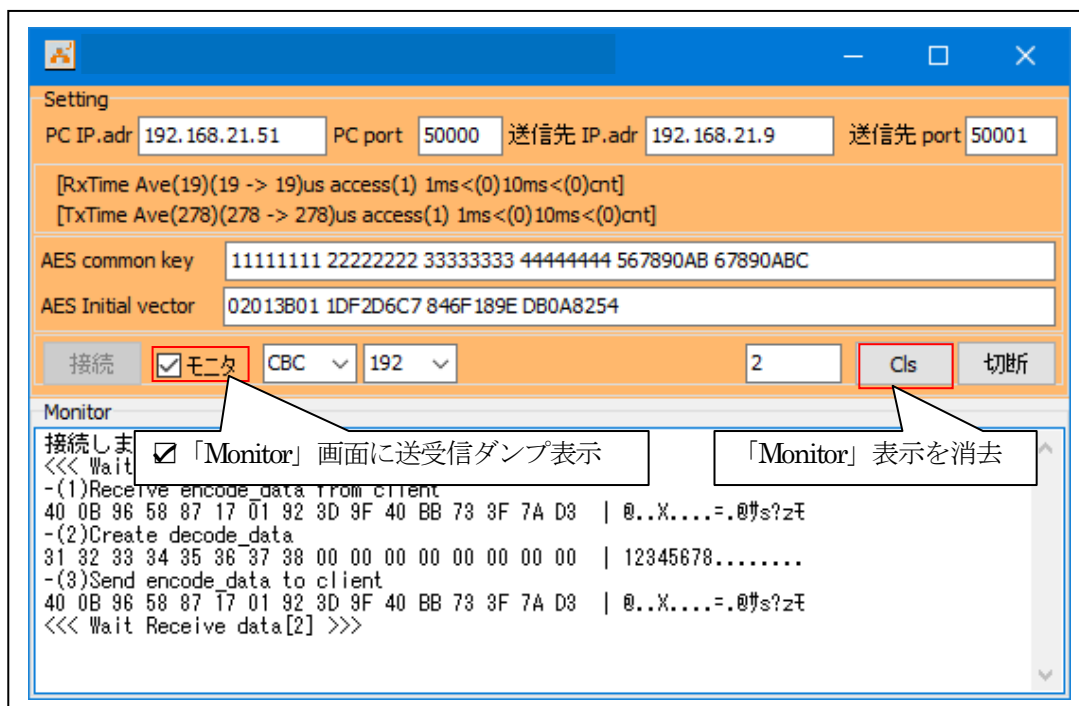 Setting
PC IP.adr 192.168.21.51 PC port 50000 送信先 IP.adr 192.168.21.9 送信先 port 50001
[RxTime Ave(19)(19 -> 19)us access(1) 1ms<(0)10ms<(0)cnt]
[TxTime Ave(278)(278 -> 278)us access(1) 1ms<(0)10ms<(0)cnt]
AES common key 11111111 22222222 33333333 44444444 567890AB 67890ABC
AES Initial vector 02013B01 1DF2D6C7 846F189E DB0A8254
接続 モニタ CBC 192 2 Cls 切断
Monitor
接続しま
☑「Monitor」画面に送受信ダンプ表示 「Monitor」表示を消去
<<< Wait
-(1)Receive encode_data from client
40 0B 96 58 87 17 01 92 3D 9F 40 BB 73 3F 7A D3 | @..X....=.@ｻs?zﾓ
-(2)Create decode_data
31 32 33 34 35 36 37 38 00 00 00 00 00 00 00 00 | 12345678........
-(3)Send encode_data to client
40 0B 96 58 87 17 01 92 3D 9F 40 BB 73 3F 7A D3 | @..X....=.@ｻs?zﾓ
<<< Wait Receive data[2] >>>